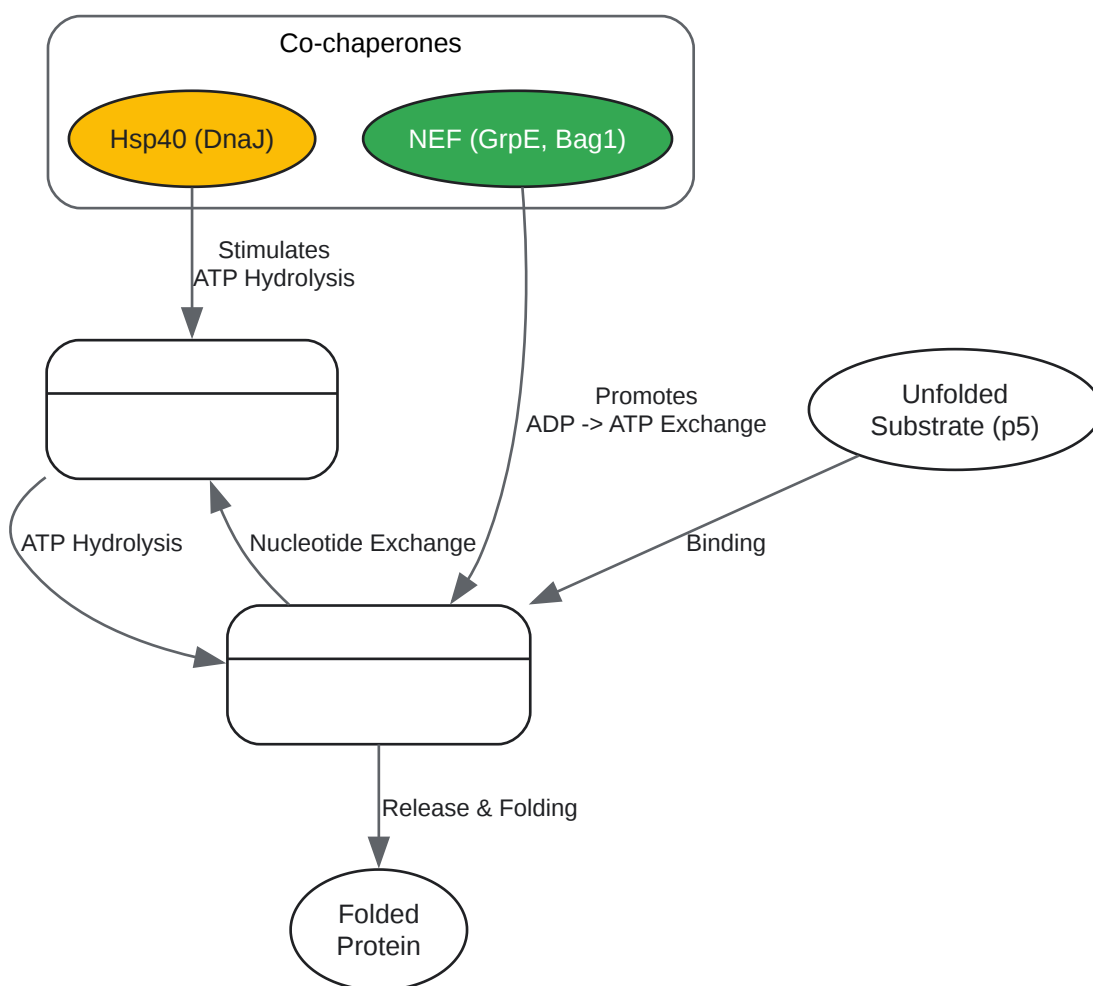 Co-chaperones
Hsp40 (DnaJ)
NEF (GrpE, Bag1)
Stimulates
ATP Hydrolysis
Promotes
ADP -> ATP Exchange
Unfolded
Substrate (p5)
ATP Hydrolysis
Nucleotide Exchange
Binding
Release & Folding
Folded
Protein